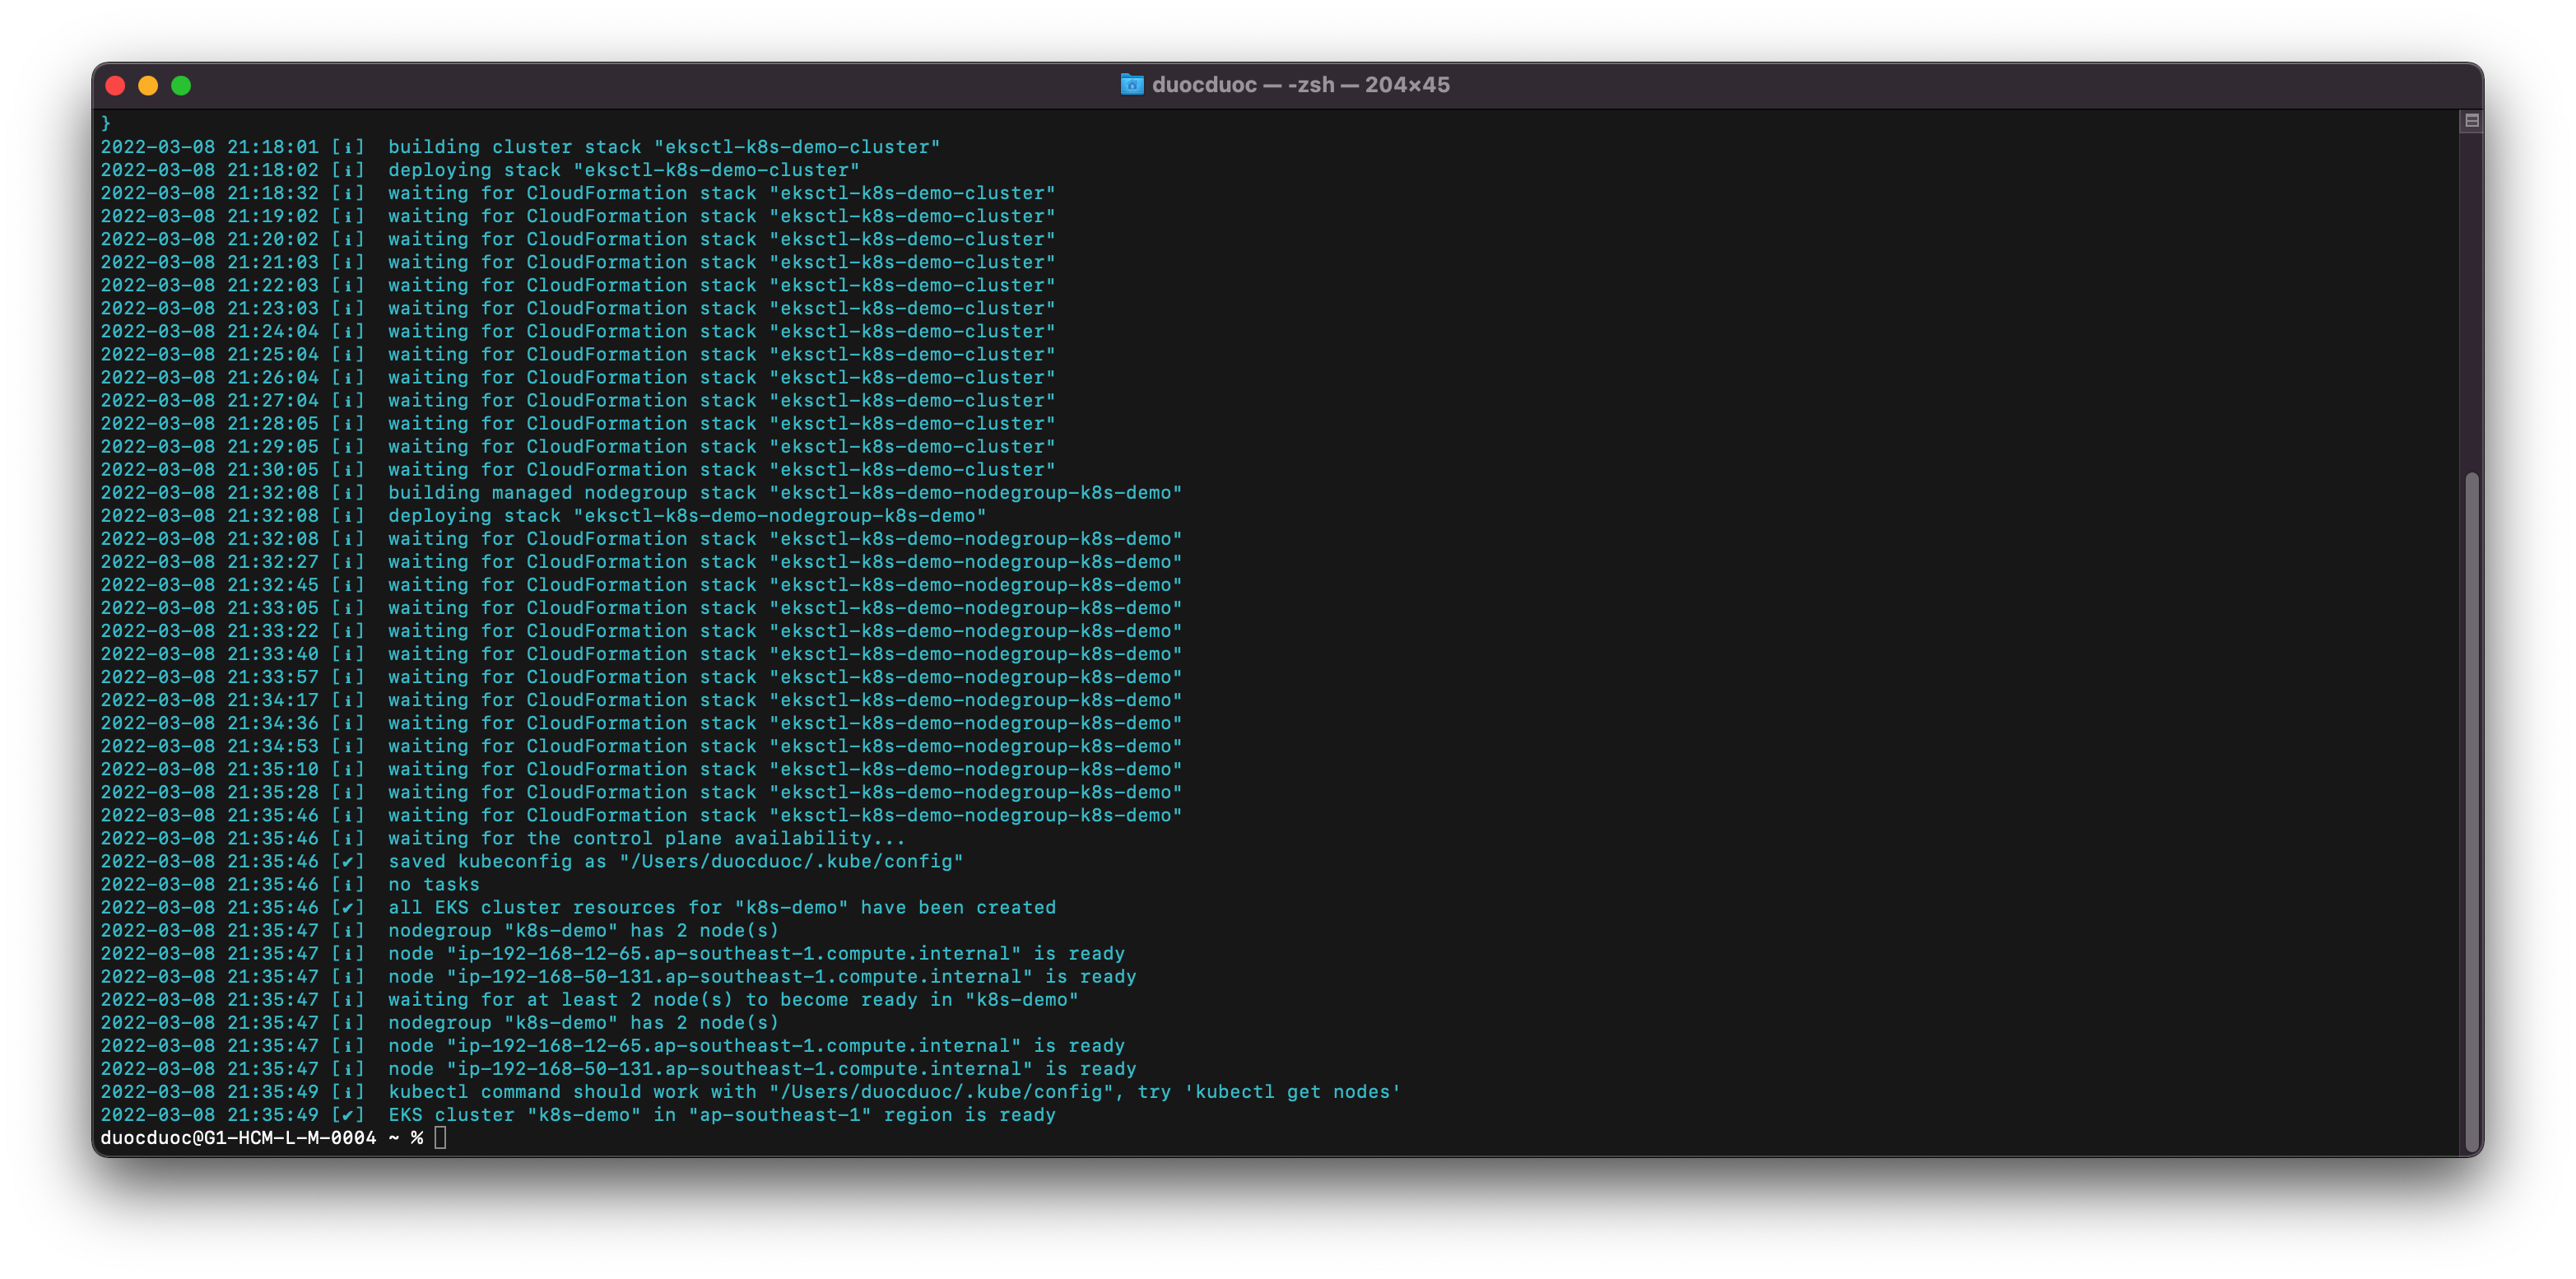 duocduoc — -zsh — 204×45
}
2022-03-08 21:18:01 [ℹ]  building cluster stack "eksctl-k8s-demo-cluster"
2022-03-08 21:18:02 [ℹ]  deploying stack "eksctl-k8s-demo-cluster"
2022-03-08 21:18:32 [ℹ]  waiting for CloudFormation stack "eksctl-k8s-demo-cluster"
2022-03-08 21:19:02 [ℹ]  waiting for CloudFormation stack "eksctl-k8s-demo-cluster"
2022-03-08 21:20:02 [ℹ]  waiting for CloudFormation stack "eksctl-k8s-demo-cluster"
2022-03-08 21:21:03 [ℹ]  waiting for CloudFormation stack "eksctl-k8s-demo-cluster"
2022-03-08 21:22:03 [ℹ]  waiting for CloudFormation stack "eksctl-k8s-demo-cluster"
2022-03-08 21:23:03 [ℹ]  waiting for CloudFormation stack "eksctl-k8s-demo-cluster"
2022-03-08 21:24:04 [ℹ]  waiting for CloudFormation stack "eksctl-k8s-demo-cluster"
2022-03-08 21:25:04 [ℹ]  waiting for CloudFormation stack "eksctl-k8s-demo-cluster"
2022-03-08 21:26:04 [ℹ]  waiting for CloudFormation stack "eksctl-k8s-demo-cluster"
2022-03-08 21:27:04 [ℹ]  waiting for CloudFormation stack "eksctl-k8s-demo-cluster"
2022-03-08 21:28:05 [ℹ]  waiting for CloudFormation stack "eksctl-k8s-demo-cluster"
2022-03-08 21:29:05 [ℹ]  waiting for CloudFormation stack "eksctl-k8s-demo-cluster"
2022-03-08 21:30:05 [ℹ]  waiting for CloudFormation stack "eksctl-k8s-demo-cluster"
2022-03-08 21:32:08 [ℹ]  building managed nodegroup stack "eksctl-k8s-demo-nodegroup-k8s-demo"
2022-03-08 21:32:08 [ℹ]  deploying stack "eksctl-k8s-demo-nodegroup-k8s-demo"
2022-03-08 21:32:08 [ℹ]  waiting for CloudFormation stack "eksctl-k8s-demo-nodegroup-k8s-demo"
2022-03-08 21:32:27 [ℹ]  waiting for CloudFormation stack "eksctl-k8s-demo-nodegroup-k8s-demo"
2022-03-08 21:32:45 [ℹ]  waiting for CloudFormation stack "eksctl-k8s-demo-nodegroup-k8s-demo"
2022-03-08 21:33:05 [ℹ]  waiting for CloudFormation stack "eksctl-k8s-demo-nodegroup-k8s-demo"
2022-03-08 21:33:22 [ℹ]  waiting for CloudFormation stack "eksctl-k8s-demo-nodegroup-k8s-demo"
2022-03-08 21:33:40 [ℹ]  waiting for CloudFormation stack "eksctl-k8s-demo-nodegroup-k8s-demo"
2022-03-08 21:33:57 [ℹ]  waiting for CloudFormation stack "eksctl-k8s-demo-nodegroup-k8s-demo"
2022-03-08 21:34:17 [ℹ]  waiting for CloudFormation stack "eksctl-k8s-demo-nodegroup-k8s-demo"
2022-03-08 21:34:36 [ℹ]  waiting for CloudFormation stack "eksctl-k8s-demo-nodegroup-k8s-demo"
2022-03-08 21:34:53 [ℹ]  waiting for CloudFormation stack "eksctl-k8s-demo-nodegroup-k8s-demo"
2022-03-08 21:35:10 [ℹ]  waiting for CloudFormation stack "eksctl-k8s-demo-nodegroup-k8s-demo"
2022-03-08 21:35:28 [ℹ]  waiting for CloudFormation stack "eksctl-k8s-demo-nodegroup-k8s-demo"
2022-03-08 21:35:46 [ℹ]  waiting for CloudFormation stack "eksctl-k8s-demo-nodegroup-k8s-demo"
2022-03-08 21:35:46 [ℹ]  waiting for the control plane availability...
2022-03-08 21:35:46 [✔]  saved kubeconfig as "/Users/duocduoc/.kube/config"
2022-03-08 21:35:46 [ℹ]  no tasks
2022-03-08 21:35:46 [✔]  all EKS cluster resources for "k8s-demo" have been created
2022-03-08 21:35:47 [ℹ]  nodegroup "k8s-demo" has 2 node(s)
2022-03-08 21:35:47 [ℹ]  node "ip-192-168-12-65.ap-southeast-1.compute.internal" is ready
2022-03-08 21:35:47 [ℹ]  node "ip-192-168-50-131.ap-southeast-1.compute.internal" is ready
2022-03-08 21:35:47 [ℹ]  waiting for at least 2 node(s) to become ready in "k8s-demo"
2022-03-08 21:35:47 [ℹ]  nodegroup "k8s-demo" has 2 node(s)
2022-03-08 21:35:47 [ℹ]  node "ip-192-168-12-65.ap-southeast-1.compute.internal" is ready
2022-03-08 21:35:47 [ℹ]  node "ip-192-168-50-131.ap-southeast-1.compute.internal" is ready
2022-03-08 21:35:49 [ℹ]  kubectl command should work with "/Users/duocduoc/.kube/config", try 'kubectl get nodes'
2022-03-08 21:35:49 [✔]  EKS cluster "k8s-demo" in "ap-southeast-1" region is ready
duocduoc@G1-HCM-L-M-0004 ~ %